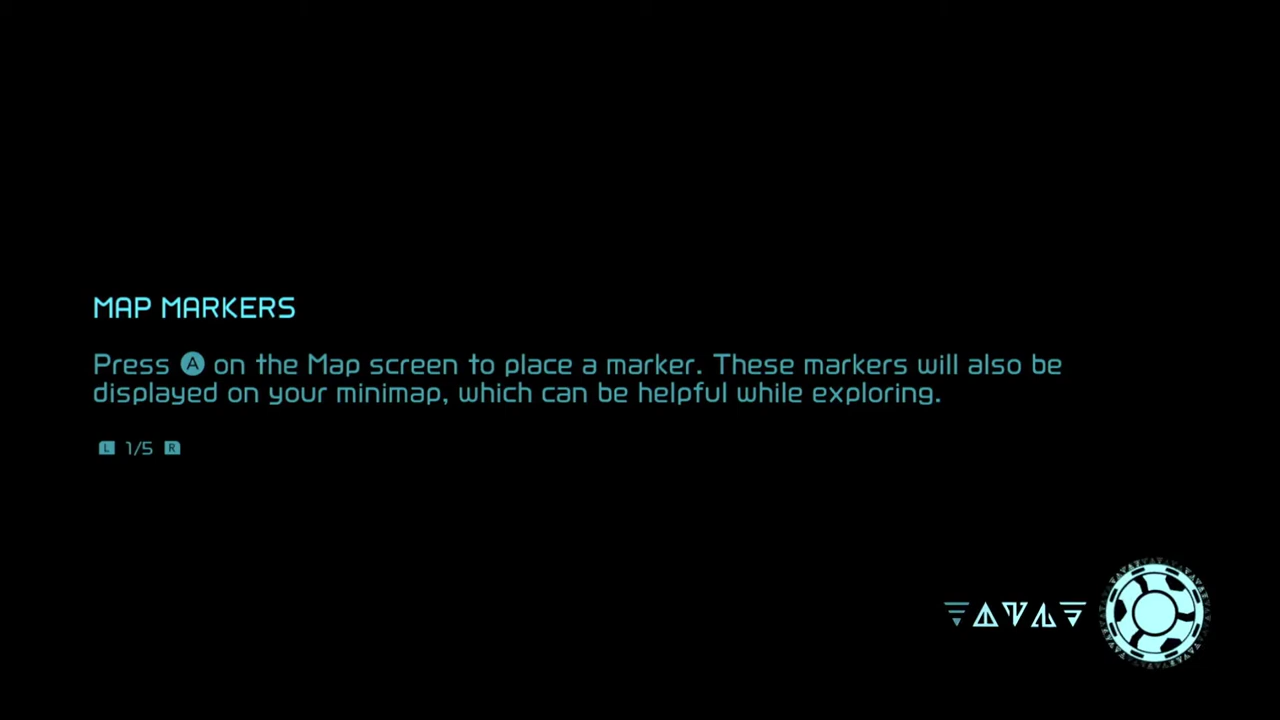 MAP MARKERS
Press A on the Map screen to place a marker. These markers will also be
displayed on your minimap, which can be helpful while exploring.
L 1/5 R